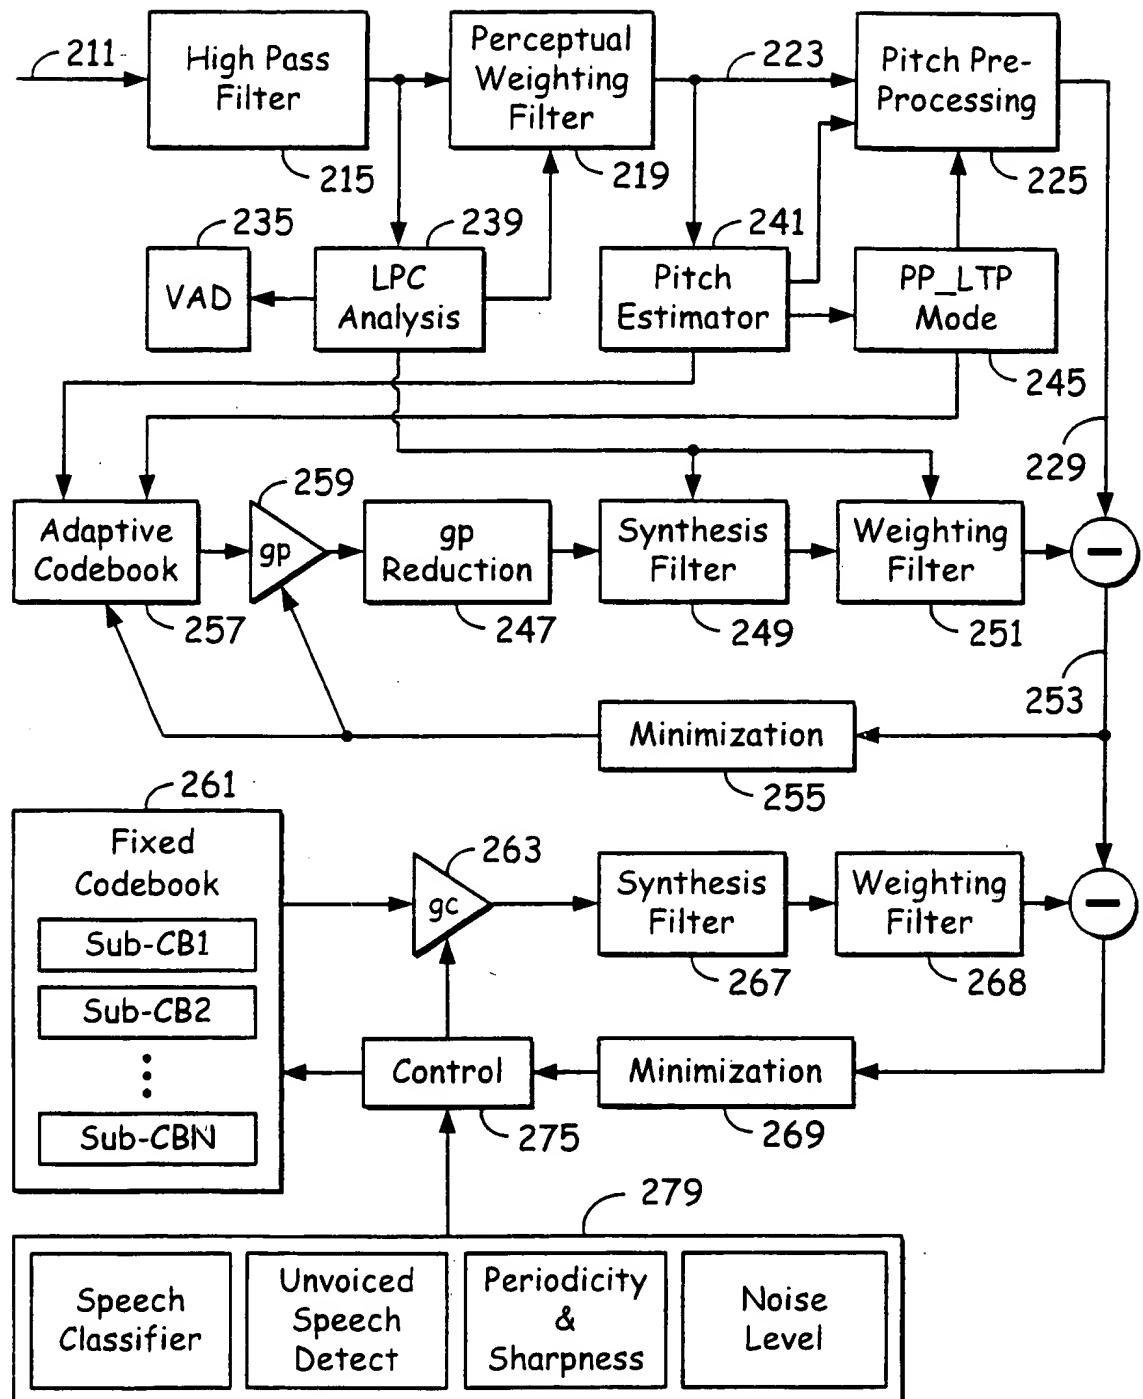 211
High Pass
Filter
215
Perceptual
Weighting
Filter
219
223
Pitch Pre-
Processing
225
235
VAD
239
LPC
Analysis
241
Pitch
Estimator
PP_LTP
Mode
245
229
Adaptive
Codebook
257
259
gp
gp
Reduction
247
Synthesis
Filter
249
Weighting
Filter
251
253
Minimization
255
261
Fixed
Codebook
Sub-CB1
Sub-CB2
Sub-CBN
263
gc
Synthesis
Filter
267
Weighting
Filter
268
Control
275
Minimization
269
279
Speech
Classifier
Unvoiced
Speech
Detect
Periodicity
&
Sharpness
Noise
Level